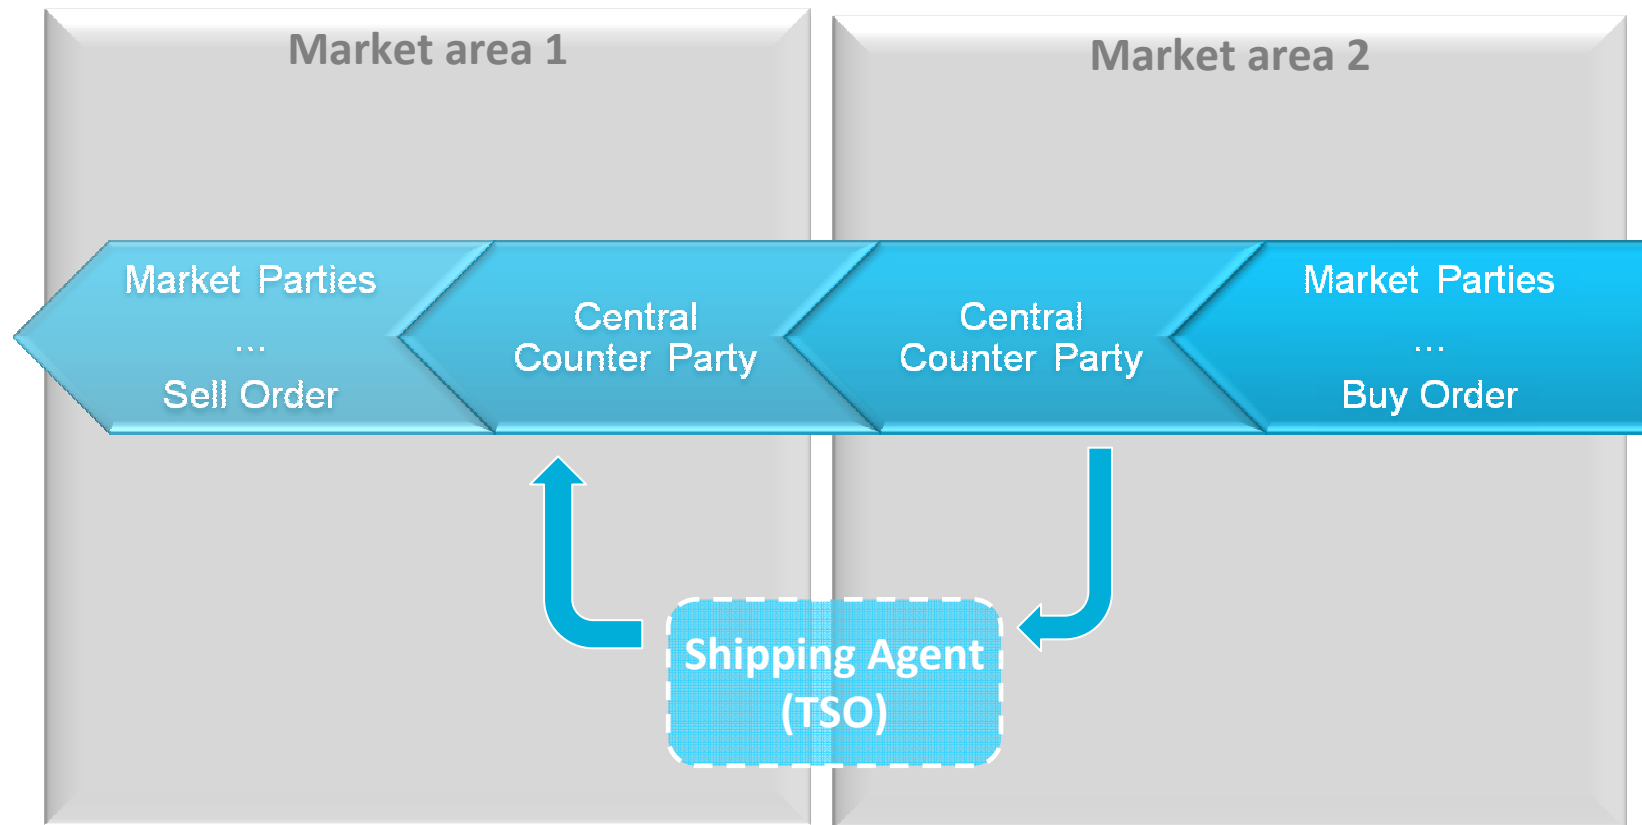 Market area 1
Market area 2
Market Parties
...
Sell Order
Central
Counter Party
Central
Counter Party
Market Parties
...
Buy Order
Shipping Agent
(TSO)